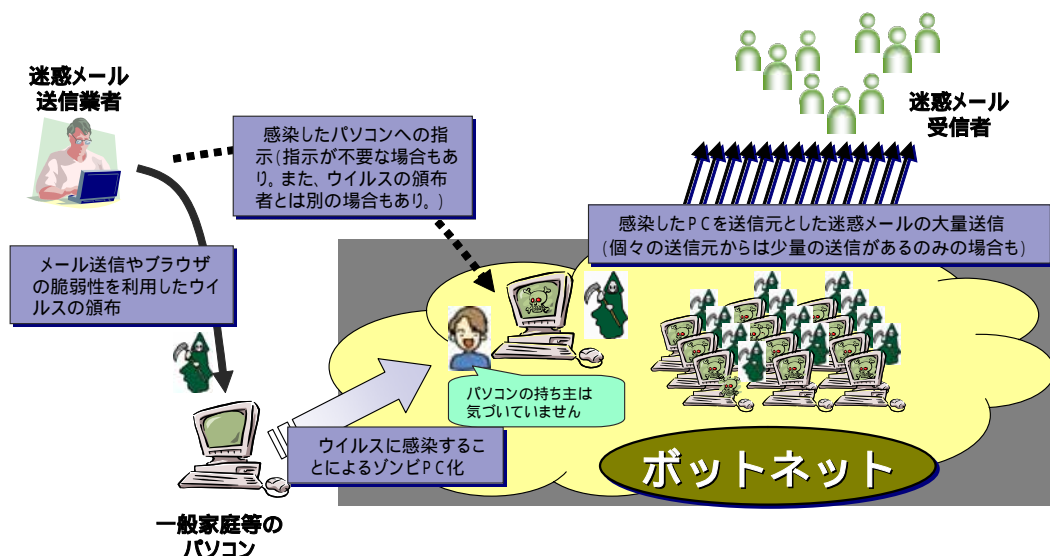 迷惑メール
送信業者
感染したパソコンへの指
示(指示が不要な場合もあ
り。また、ウイルスの頒布
者とは別の場合もあり。)
迷惑メール
受信者
感染したPCを送信元とした迷惑メールの大量送信
(個々の送信元からは少量の送信があるのみの場合も)
メール送信やブラウザ
の脆弱性を利用したウイ
ルスの頒布
パソコンの持ち主は
気づいていません
ウイルスに感染するこ
とによるゾンビPC化
ボットネット
一般家庭等の
パソコン